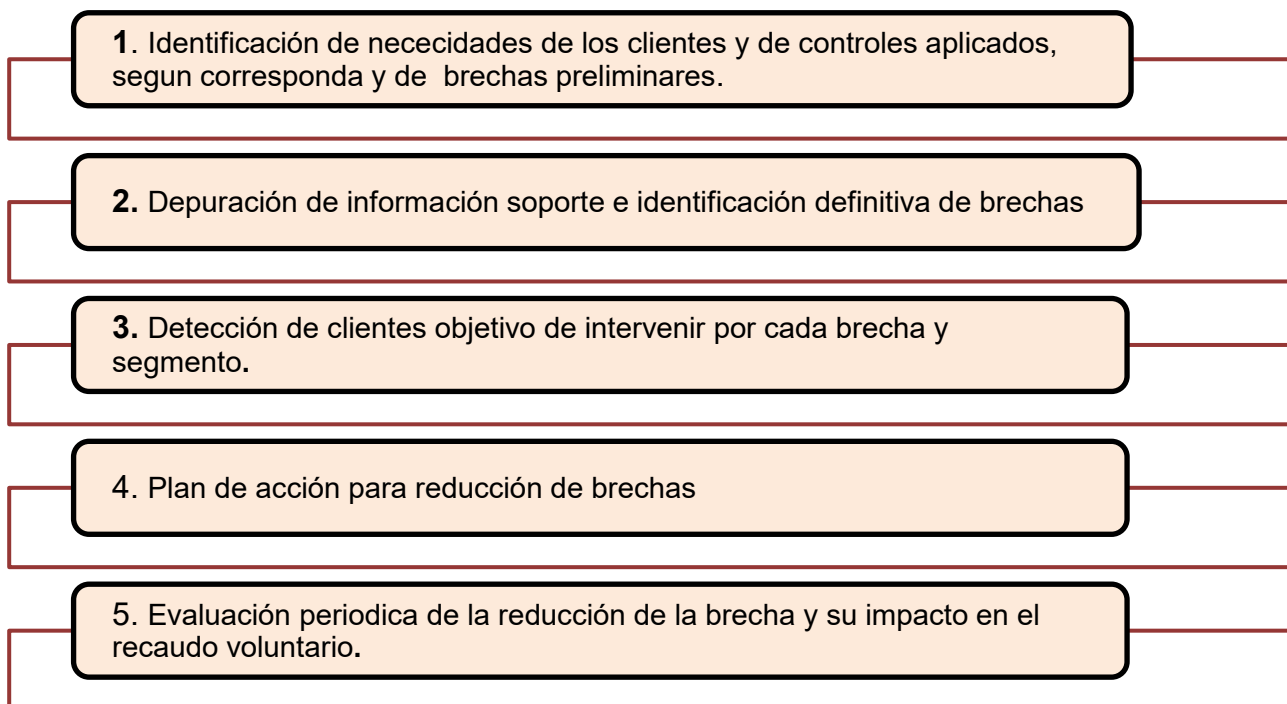 1. Identificación de nececidades de los clientes y de controles aplicados,
segun corresponda y de brechas preliminares.
2. Depuración de información soporte e identificación definitiva de brechas
3. Detección de clientes objetivo de intervenir por cada brecha y
segmento.
4. Plan de acción para reducción de brechas
5. Evaluación periodica de la reducción de la brecha y su impacto en el
recaudo voluntario.